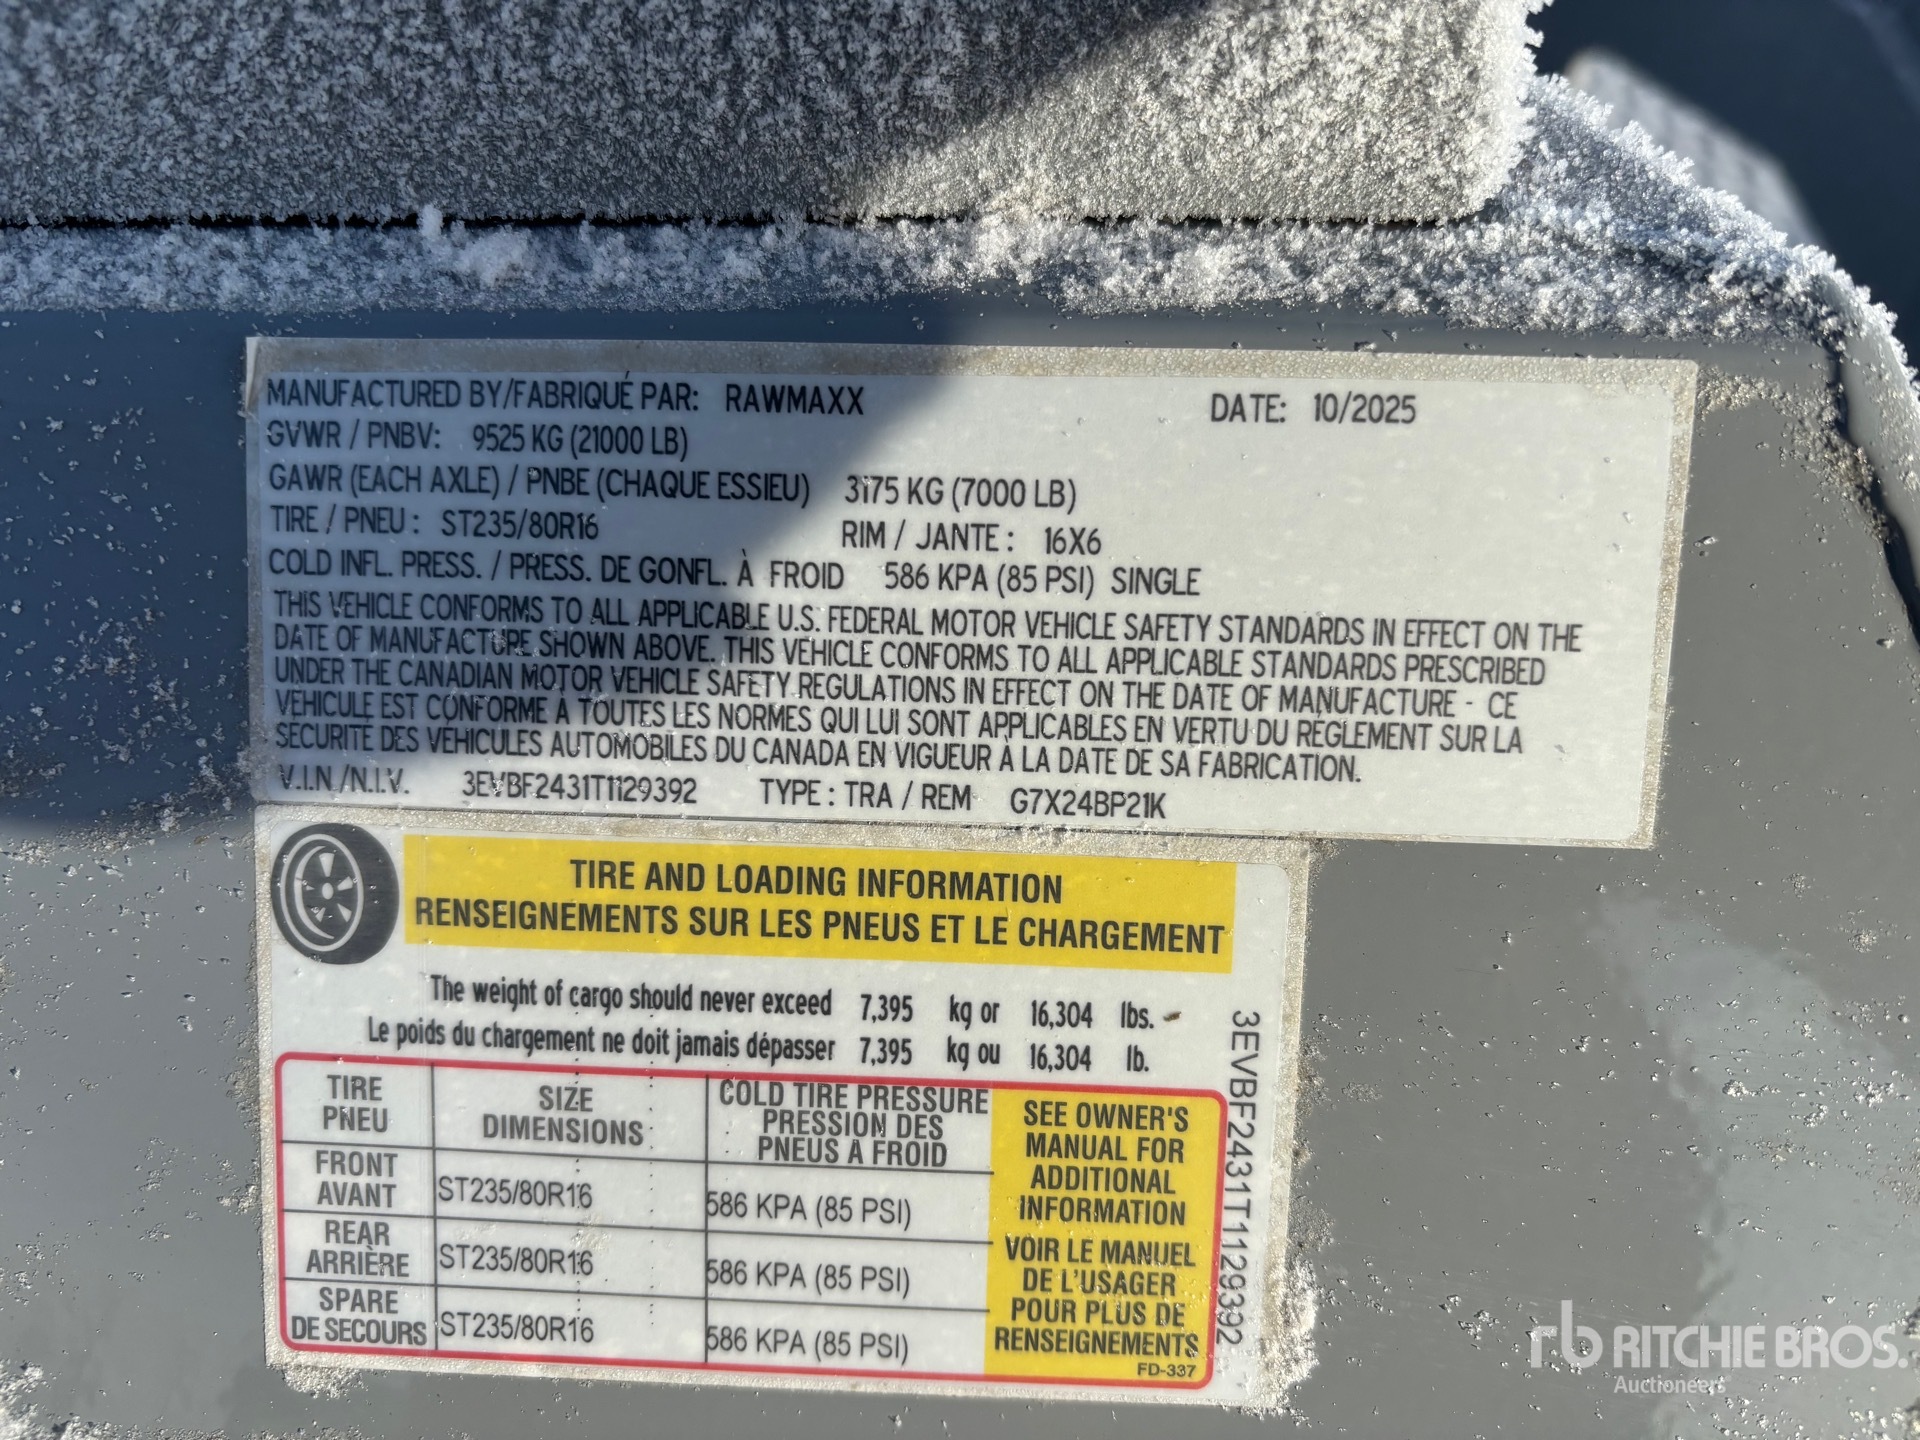 MANUFACTURED BY/FABRIQUÉ PAR: RAWMAXX DATE: 10/2025
GVWR / PNBV: 9525 KG (21000 LB)
GAWR (EACH AXLE) / PNBE (CHAQUE ESSIEU) 3175 KG (7000 LB)
TIRE / PNEU : ST235/80R16 RIM / JANTE : 16X6
COLD INFL. PRESS. / PRESS. DE GONFL. À FROID 586 KPA (85 PSI) SINGLE
THIS VEHICLE CONFORMS TO ALL APPLICABLE U.S. FEDERAL MOTOR VEHICLE SAFETY STANDARDS IN EFFECT ON THE
DATE OF MANUFACTURE SHOWN ABOVE. THIS VEHICLE CONFORMS TO ALL APPLICABLE STANDARDS PRESCRIBED
UNDER THE CANADIAN MOTOR VEHICLE SAFETY REGULATIONS IN EFFECT ON THE DATE OF MANUFACTURE - CE
VÉHICULE EST CONFORME À TOUTES LES NORMES QUI LUI SONT APPLICABLES EN VERTU DU RÈGLEMENT SUR LA
SÉCURITÉ DES VÉHICULES AUTOMOBILES DU CANADA EN VIGUEUR À LA DATE DE SA FABRICATION.
V.I.N./N.I.V. 3EVBF2431T1129392 TYPE : TRA / REM G7X24BP21K
TIRE AND LOADING INFORMATION
RENSEIGNEMENTS SUR LES PNEUS ET LE CHARGEMENT
The weight of cargo should never exceed 7,395 kg or 16,304 lbs.
Le poids du chargement ne doit jamais dépasser 7,395 kg ou 16,304 lb.
TIRE
PNEU
SIZE
DIMENSIONS
COLD TIRE PRESSURE
PRESSION DES
PNEUS A FROID
FRONT
AVANT
ST235/80R16
586 KPA (85 PSI)
REAR
ARRIÈRE
ST235/80R16
586 KPA (85 PSI)
SPARE
DE SECOURS
ST235/80R16
586 KPA (85 PSI)
SEE OWNER'S
MANUAL FOR
ADDITIONAL
INFORMATION
VOIR LE MANUEL
DE L'USAGER
POUR PLUS DE
RENSEIGNEMENTS
FD-337
3EVBF2431T1129392
rb RITCHIE BROS.
Auctioneers